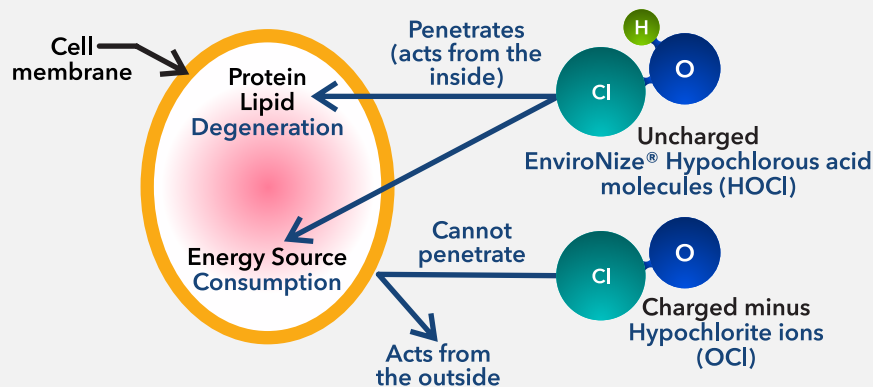 Cell
membrane
Protein
Lipid
Degeneration
Energy Source
Consumption
Penetrates
(acts from the
inside)
H
Cl
O
Uncharged
EnviroNize® Hypochlorous acid
molecules (HOCl)
Cannot
penetrate
Cl
O
Charged minus
Hypochlorite ions
(OCl)
Acts from
the outside